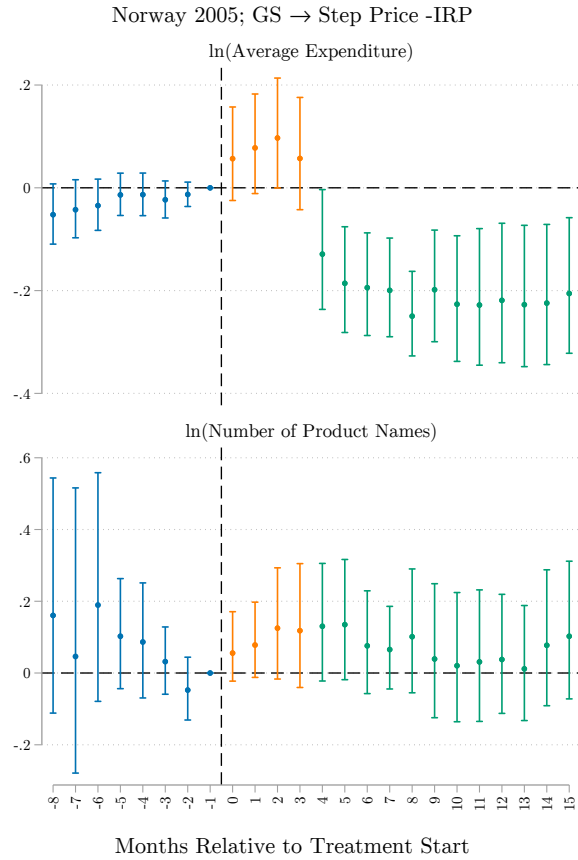 Norway 2005; GS → Step Price -IRP
ln(Average Expenditure)
.2
0
-.2
-.4
ln(Number of Product Names)
.6
.4
.2
0
-.2
-8 -7 -6 -5 -4 -3 -2 -1 0 1 2 3 4 5 6 7 8 9 10 11 12 13 14 15
Months Relative to Treatment Start